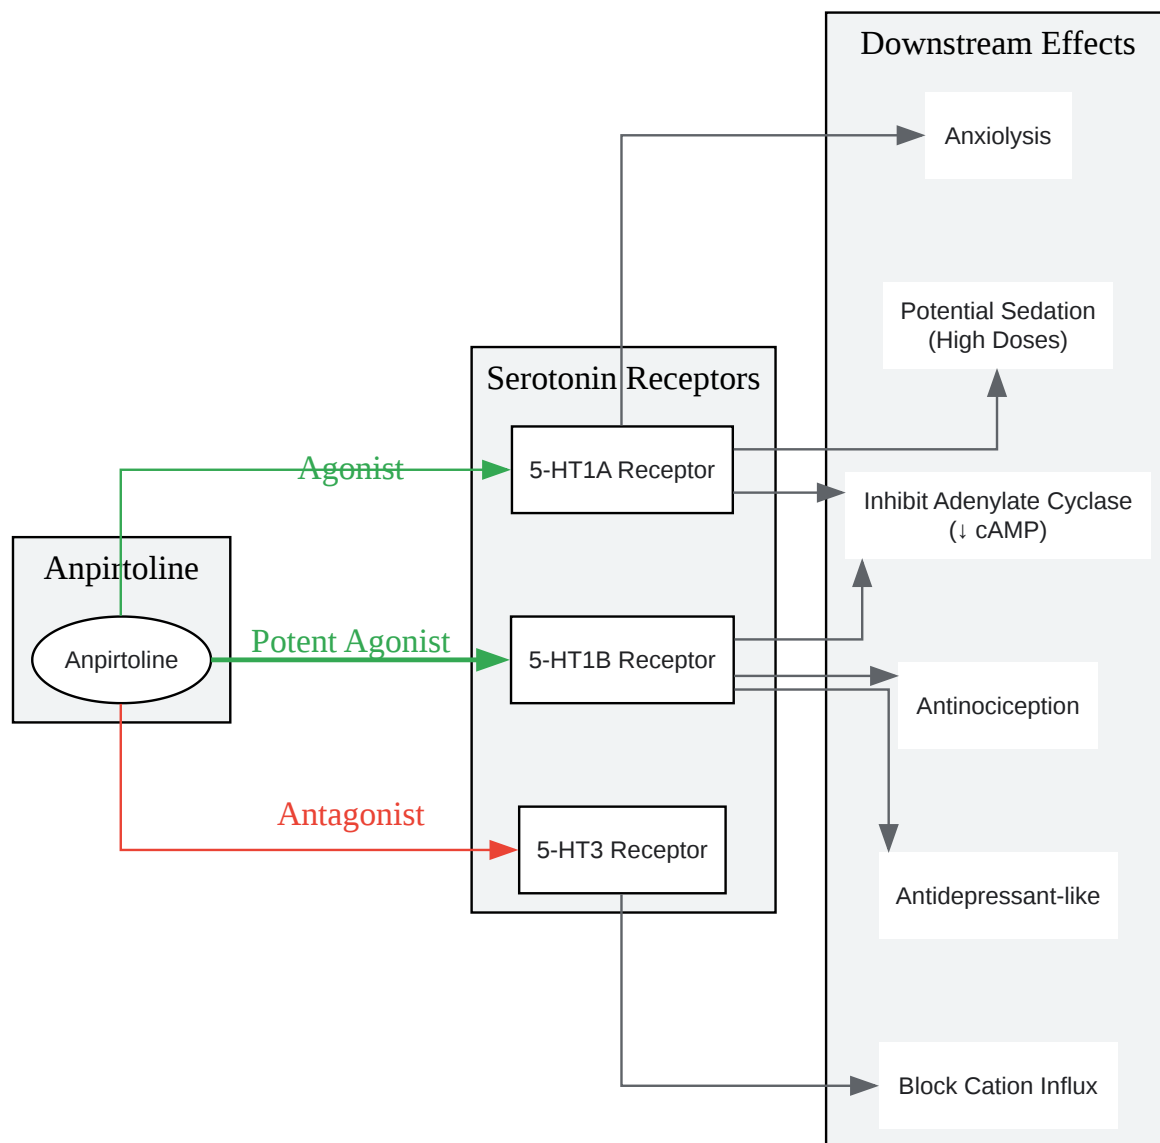 Downstream Effects
Anxiolysis
Potential Sedation
(High Doses)
Serotonin Receptors
Agonist
5-HT1A Receptor
Inhibit Adenylate Cyclase
(↓ cAMP)
Anpirtoline
Potent Agonist
Anpirtoline
5-HT1B Receptor
Antinociception
Antagonist
5-HT3 Receptor
Antidepressant-like
Block Cation Influx